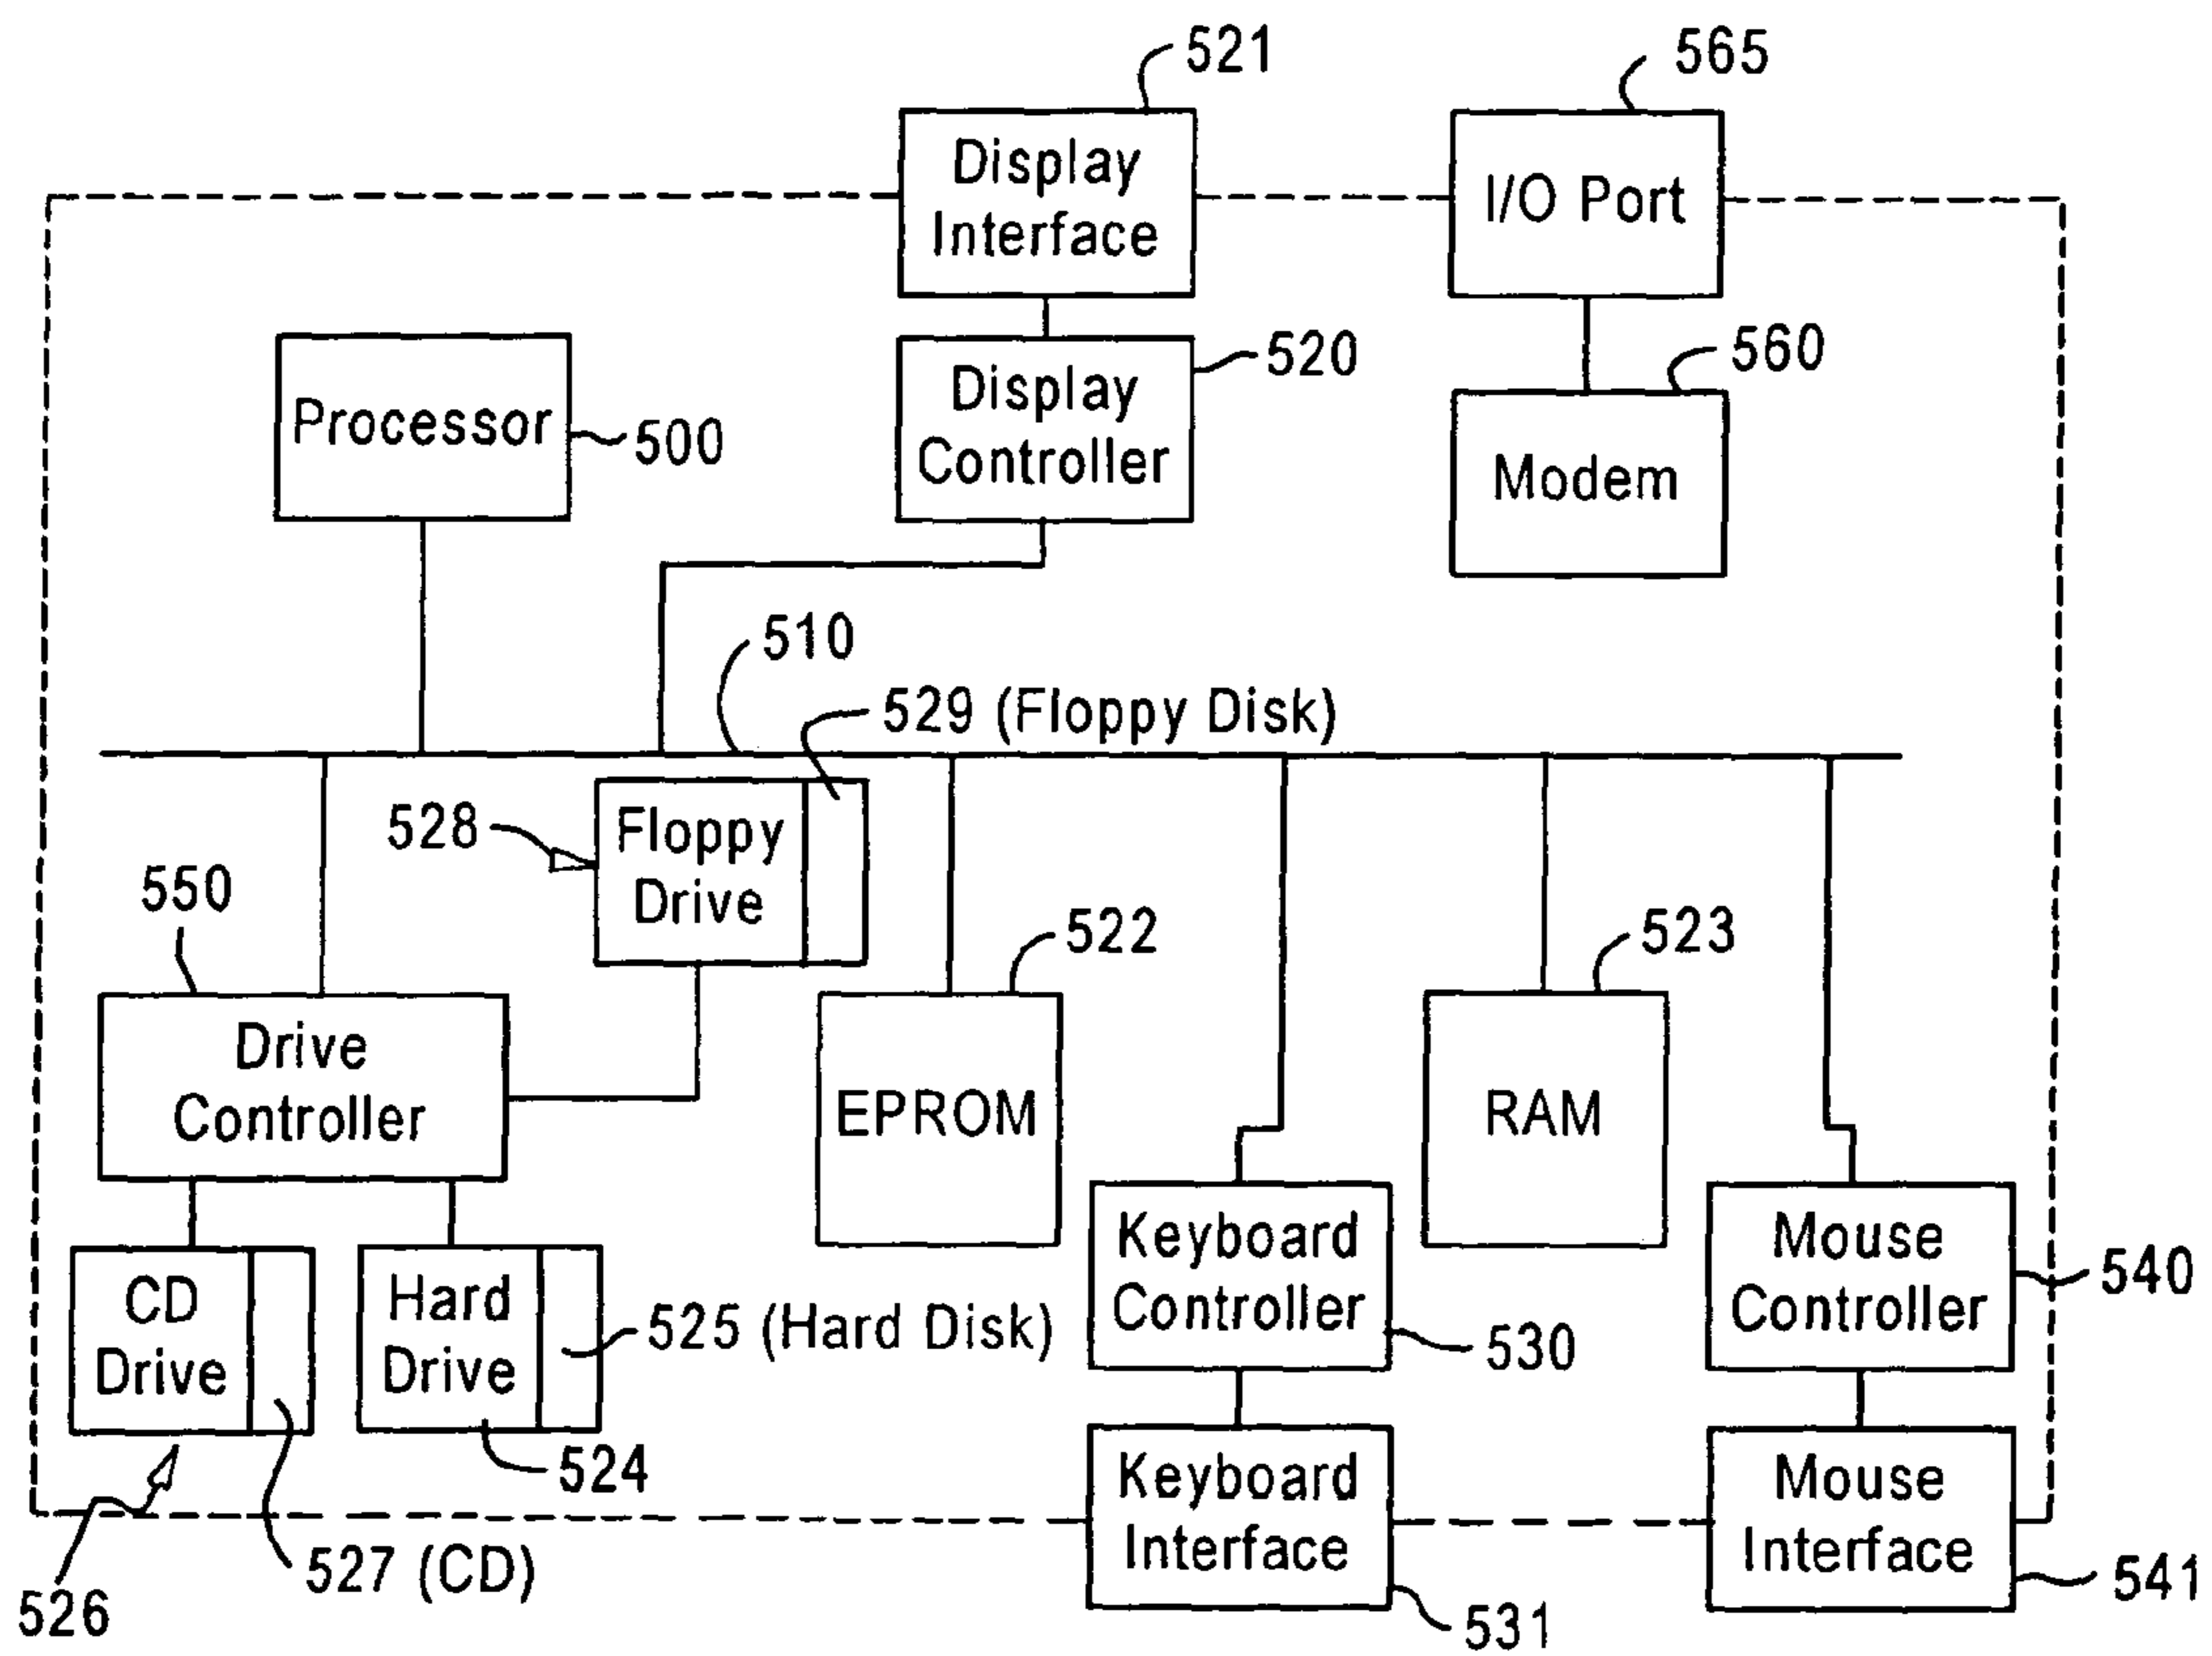 521
565
Display
Interface
I/O Port
520
560
Processor
500
Display
Controller
Modem
510
529 (Floppy Disk)
528
Floppy
Drive
550
522
523
Drive
Controller
EPROM
RAM
Keyboard
Controller
530
Mouse
Controller
540
CD
Drive
Hard
Drive
525 (Hard Disk)
524
Keyboard
Interface
531
Mouse
Interface
541
527 (CD)
526